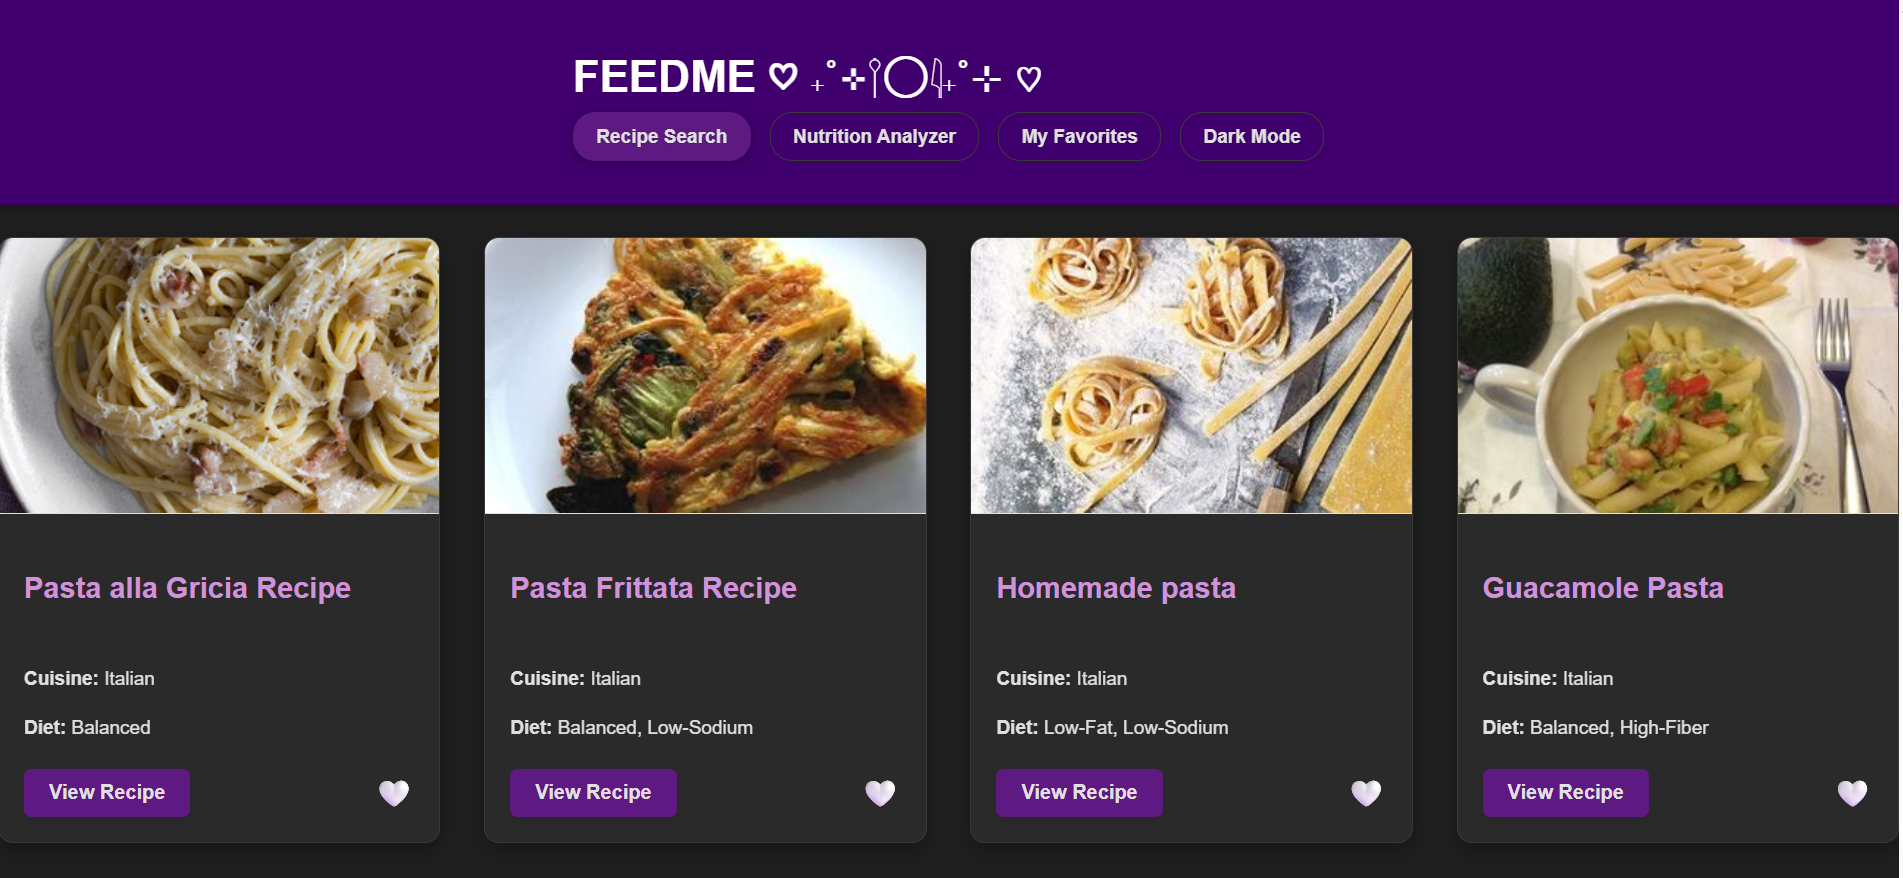 FEEDME ♡ ₊˚⊹𓌉◯𓇋₊˚⊹ ♡
Recipe Search
Nutrition Analyzer
My Favorites
Dark Mode
Pasta alla Gricia Recipe
Cuisine: Italian
Diet: Balanced
View Recipe
Pasta Frittata Recipe
Cuisine: Italian
Diet: Balanced, Low-Sodium
View Recipe
Homemade pasta
Cuisine: Italian
Diet: Low-Fat, Low-Sodium
View Recipe
Guacamole Pasta
Cuisine: Italian
Diet: Balanced, High-Fiber
View Recipe